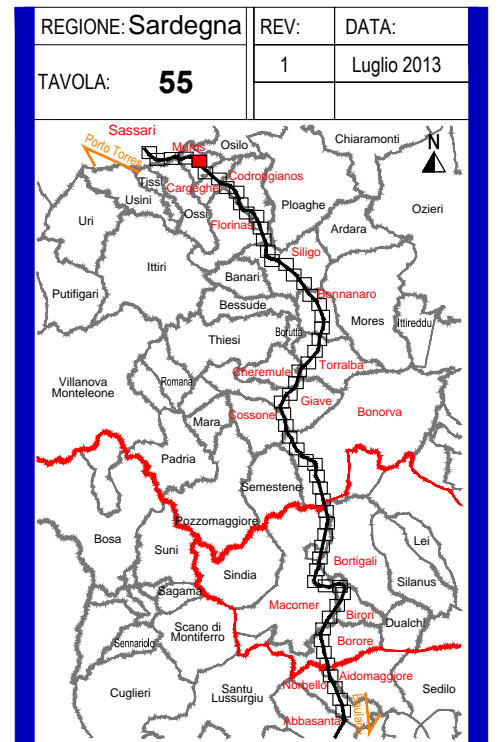 REGIONE: Sardegna
REV:
DATA:
TAVOLA: 55
1
Luglio 2013
Sassari
Porto Torres
Muros
Osilo
Chiaramonti
N
Tissi
Cargeghe
Codrongianos
Usini
Ossi
Ploaghe
Ozieri
Uri
Florinas
Ardara
Siligo
Ittiri
Banari
Putifigari
Bonnanaro
Bessude
Mores
Ittireddu
Thiesi
Borutta
Cheremule
Torralba
Villanova
Monteleone
Romana
Giave
Cossone
Bonorva
Mara
Padria
Semestene
Pozzomaggiore
Bosa
Suni
Lei
Bortigali
Sindia
Silanus
Sagama
Macomer
Birori
Dualchi
Scano di
Montiferro
Sennariolo
Borore
Aidomaggiore
Norbello
Sedilo
Cuglieri
Santu
Lussurgiu
Abbasanta